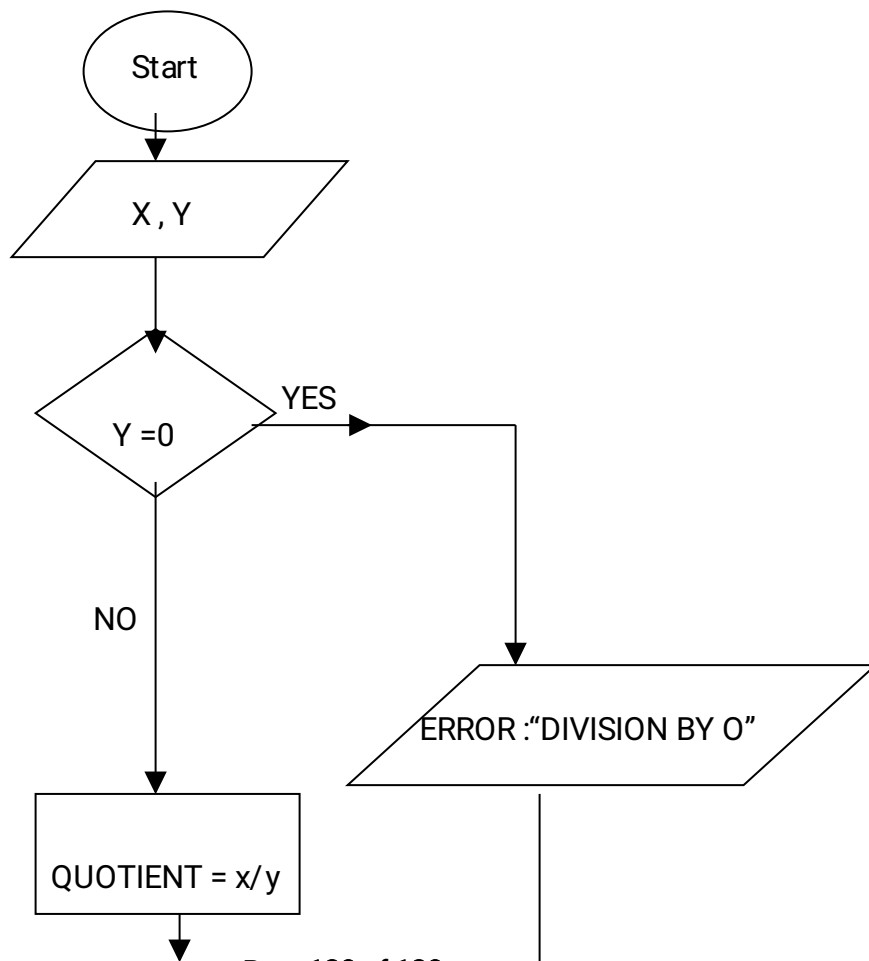 Start
X , Y
YES
Y =0
NO
ERROR :“DIVISION BY O”
QUOTIENT = x/y